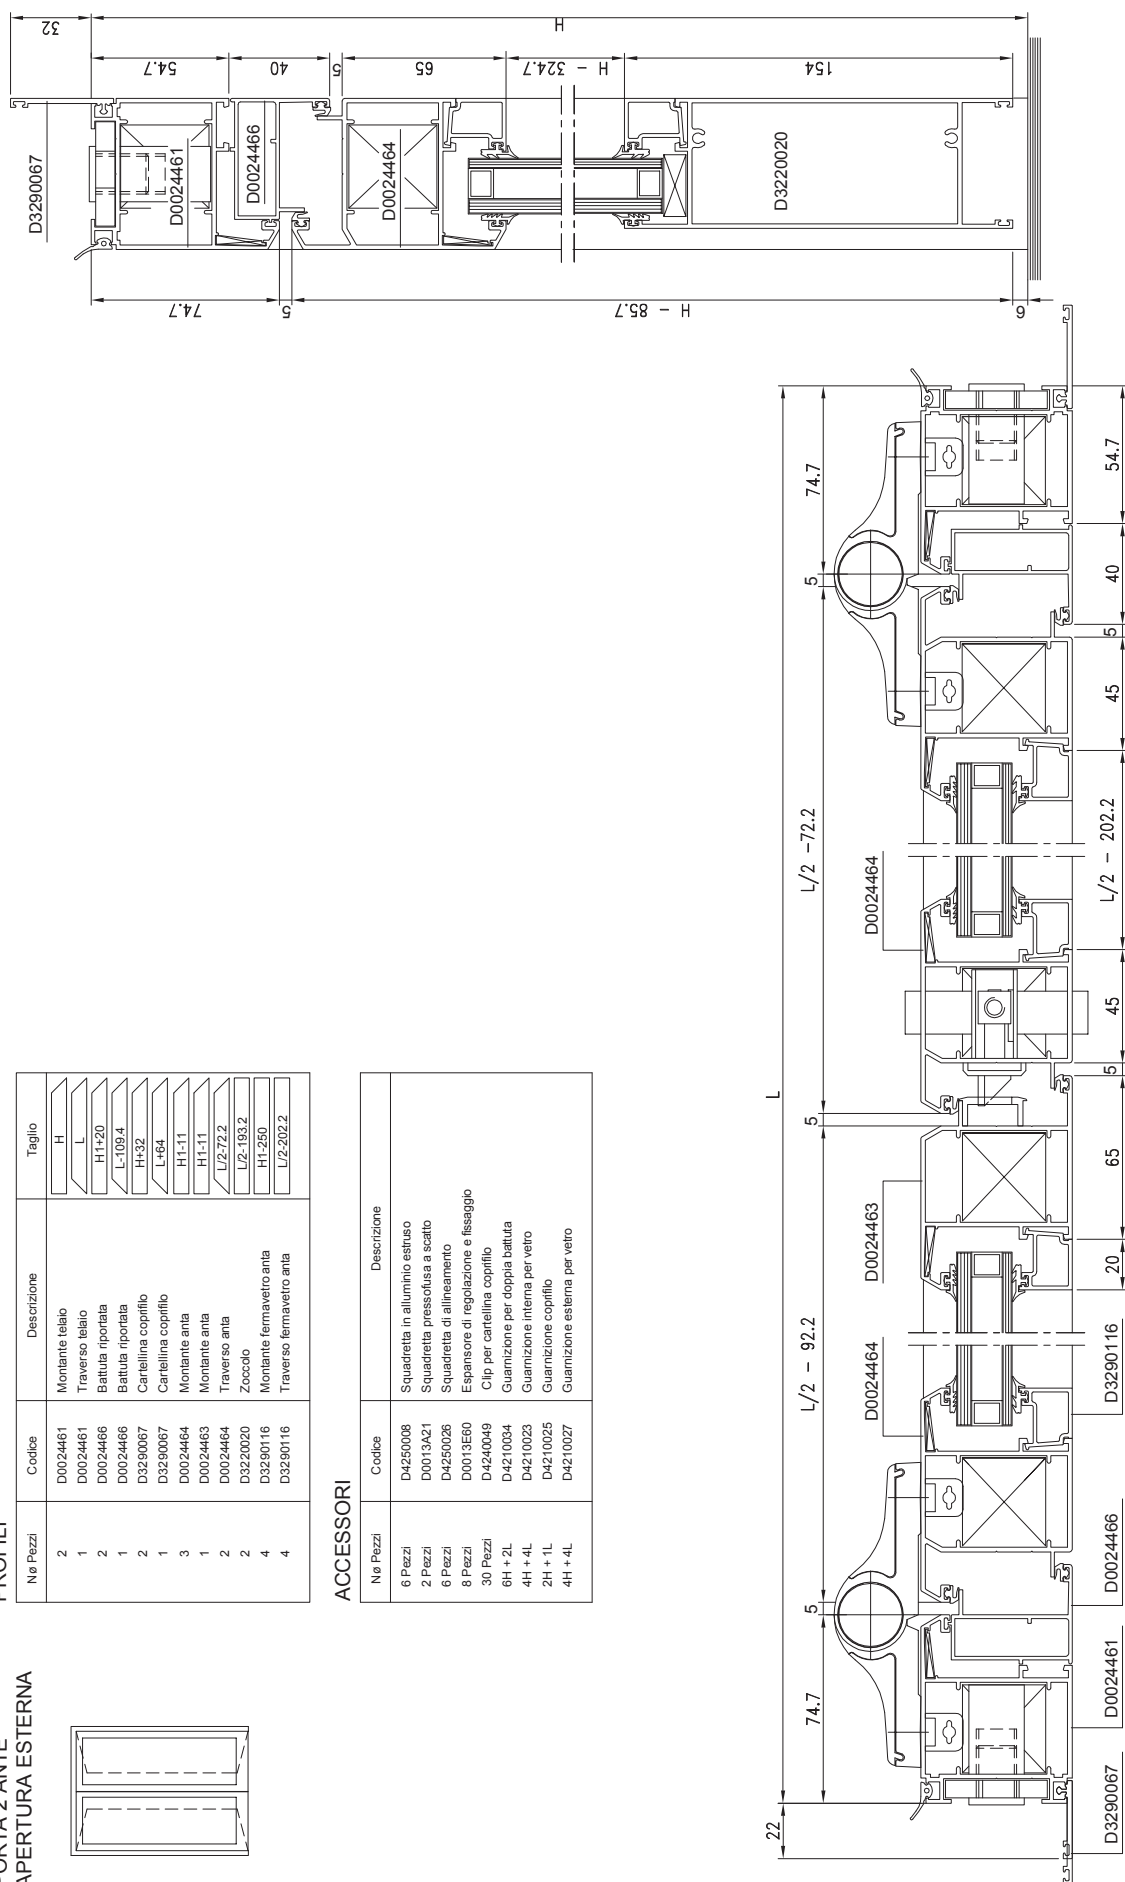 PORTA 2 ANTE
APERTURA ESTERNA
PROFILI
Nø Pezzi Codice Descrizione Taglio
2 D0024461 Montante telaio H
1 D0024461 Traverso telaio L
2 D0024466 Battuta riportata H1+20
1 D0024466 Battuta riportata L-109.4
2 D3290067 Cartellina coprifilo H+32
1 D3290067 Cartellina coprifilo L+64
3 D0024464 Montante anta H1-11
1 D0024463 Montante anta H1-11
2 D0024464 Traverso anta L/2-72.2
2 D3220020 Zoccolo L/2-193.2
4 D3290116 Montante fermavetro anta H1-250
4 D3290116 Traverso fermavetro anta L/2-202.2
ACCESSORI
Nø Pezzi Codice Descrizione
6 Pezzi D4250008 Squadretta in alluminio estruso
2 Pezzi D0013A21 Squadretta pressofusa a scatto
6 Pezzi D4250026 Squadretta di allineamento
8 Pezzi D0013E60 Espansore di regolazione e fissaggio
30 Pezzi D4240049 Clip per cartellina coprifilo
6H + 2L D4210034 Guarnizione per doppia battuta
4H + 4L D4210023 Guarnizione interna per vetro
2H + 1L D4210025 Guarnizione coprifilo
4H + 4L D4210027 Guarnizione esterna per vetro
32
H
54.7
40
5
65
H - 324.7
154
D3290067
D0024461
D0024466
D0024464
D3220020
74.7
5
H - 85.7
6
L
22
74.7
5
L/2 - 92.2
5
L/2 -72.2
5
74.7
D0024464
D0024463
D0024464
20
65
5
45
L/2 - 202.2
45
5
40
54.7
D3290067
D0024461
D0024466
D3290116